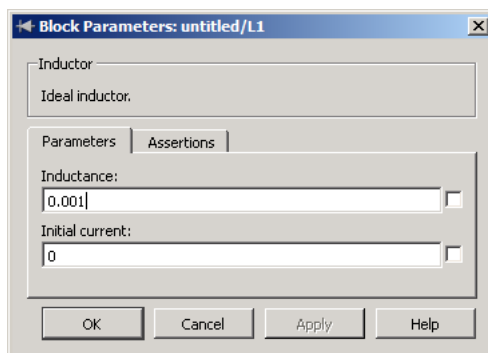 Block Parameters: untitled/L1
Inductor
Ideal inductor.
Parameters
Assertions
Inductance:
0.001
Initial current:
0
OK
Cancel
Apply
Help